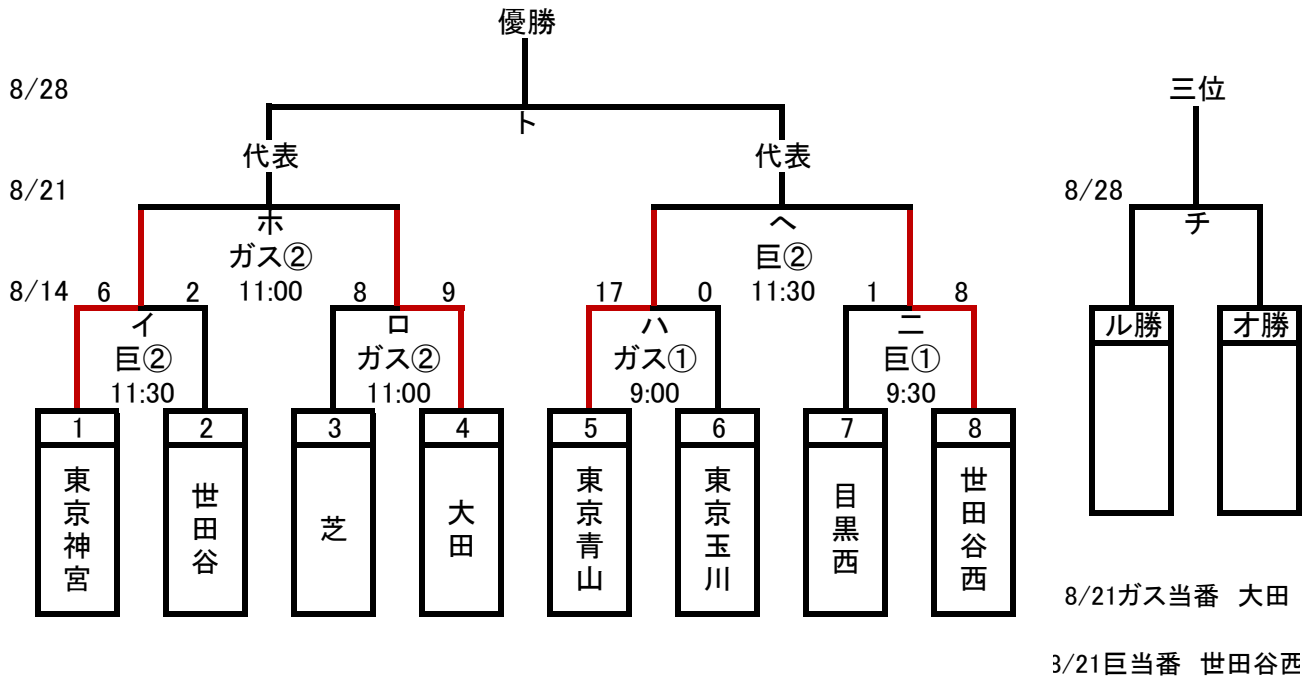 優勝
8/28
ト
三位
代表
代表
8/21
8/28
ホ
ヘ
チ
ガス②
巨②
8/14
6
2
11:00
8
9
17
0
11:30
1
8
イ
ロ
ハ
ニ
ル勝
オ勝
巨②
ガス②
ガス①
巨①
11:30
11:00
9:00
9:30
1
2
3
4
5
6
7
8
東京神宮
世田谷
芝
大田
東京青山
東京玉川
目黒西
世田谷西
8/21ガス当番 大田
8/21巨当番 世田谷西